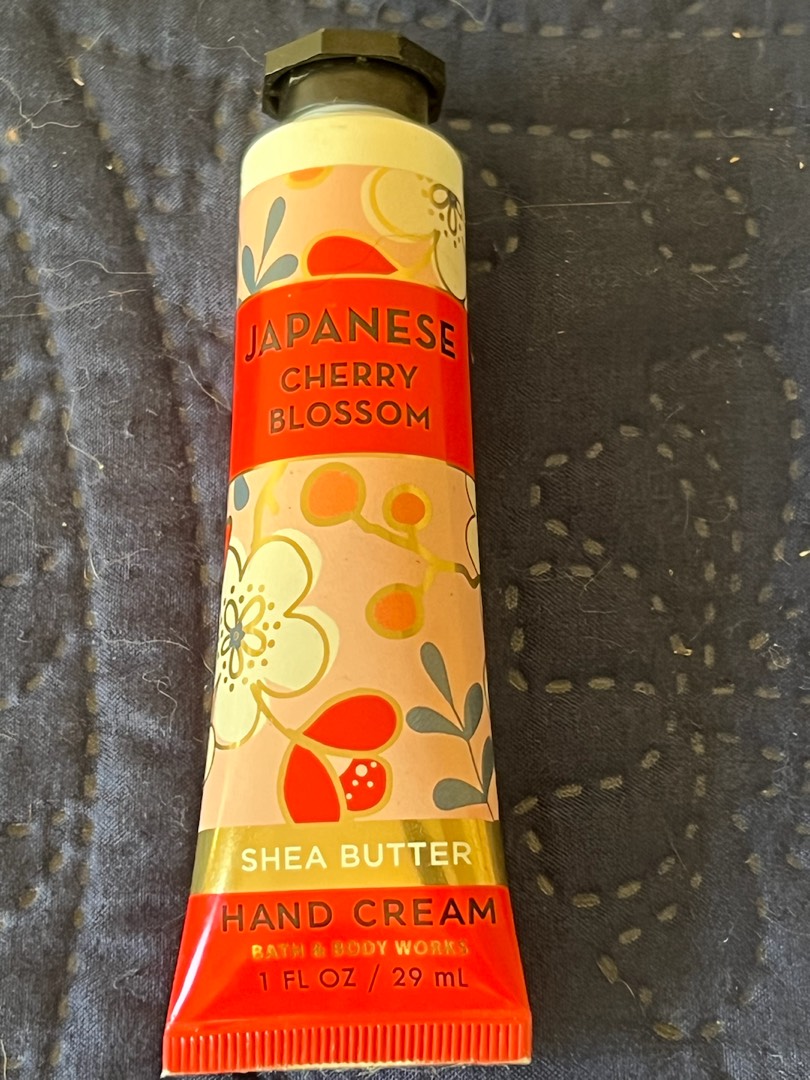 JAPANESE
CHERRY
BLOSSOM
SHEA BUTTER
HAND CREAM
BATH & BODY WORKS
1 FL OZ / 29 mL